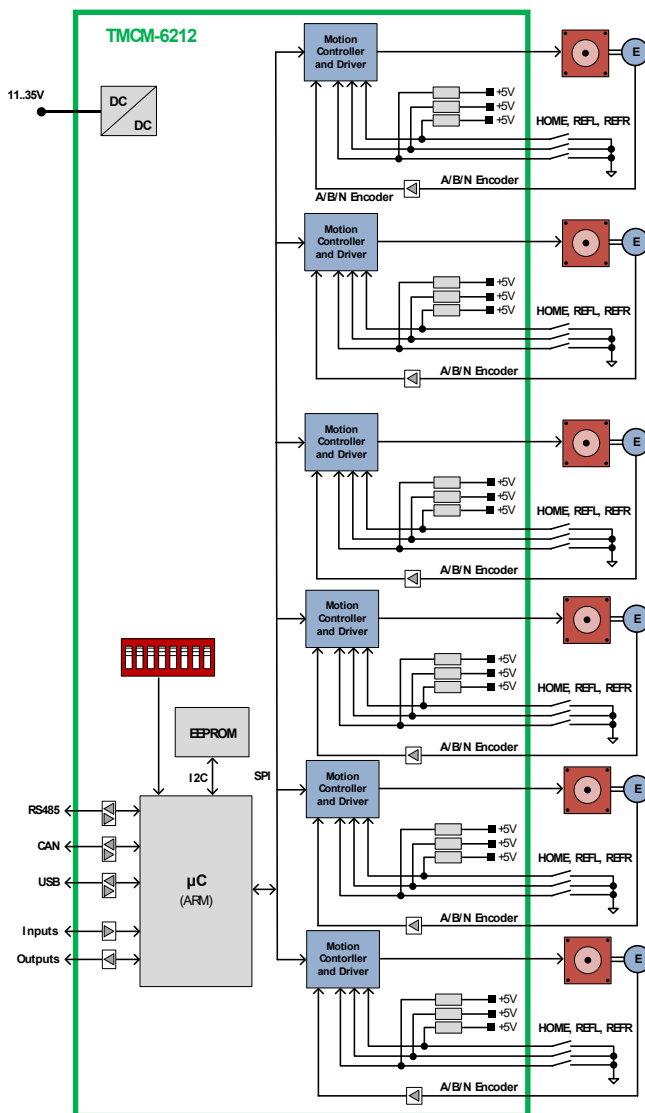 TMCM-6212
11..35V
DC
DC
Motion
Controller
and Driver
E
+5V
+5V
+5V
HOME, REFL, REFR
A/B/N Encoder
A/B/N Encoder
Motion
Controller
and Driver
E
+5V
+5V
+5V
HOME, REFL, REFR
A/B/N Encoder
Motion
Controller
and Driver
E
+5V
+5V
+5V
HOME, REFL, REFR
A/B/N Encoder
Motion
Controller
and Driver
E
+5V
+5V
+5V
HOME, REFL, REFR
A/B/N Encoder
EEPROM
I2C
SPI
Motion
Controller
and Driver
E
+5V
+5V
+5V
HOME, REFL, REFR
A/B/N Encoder
RS485
CAN
USB
Inputs
Outputs
µC
(ARM)
Motion
Contorller
and Driver
E
+5V
+5V
+5V
HOME, REFL, REFR
A/B/N Encoder